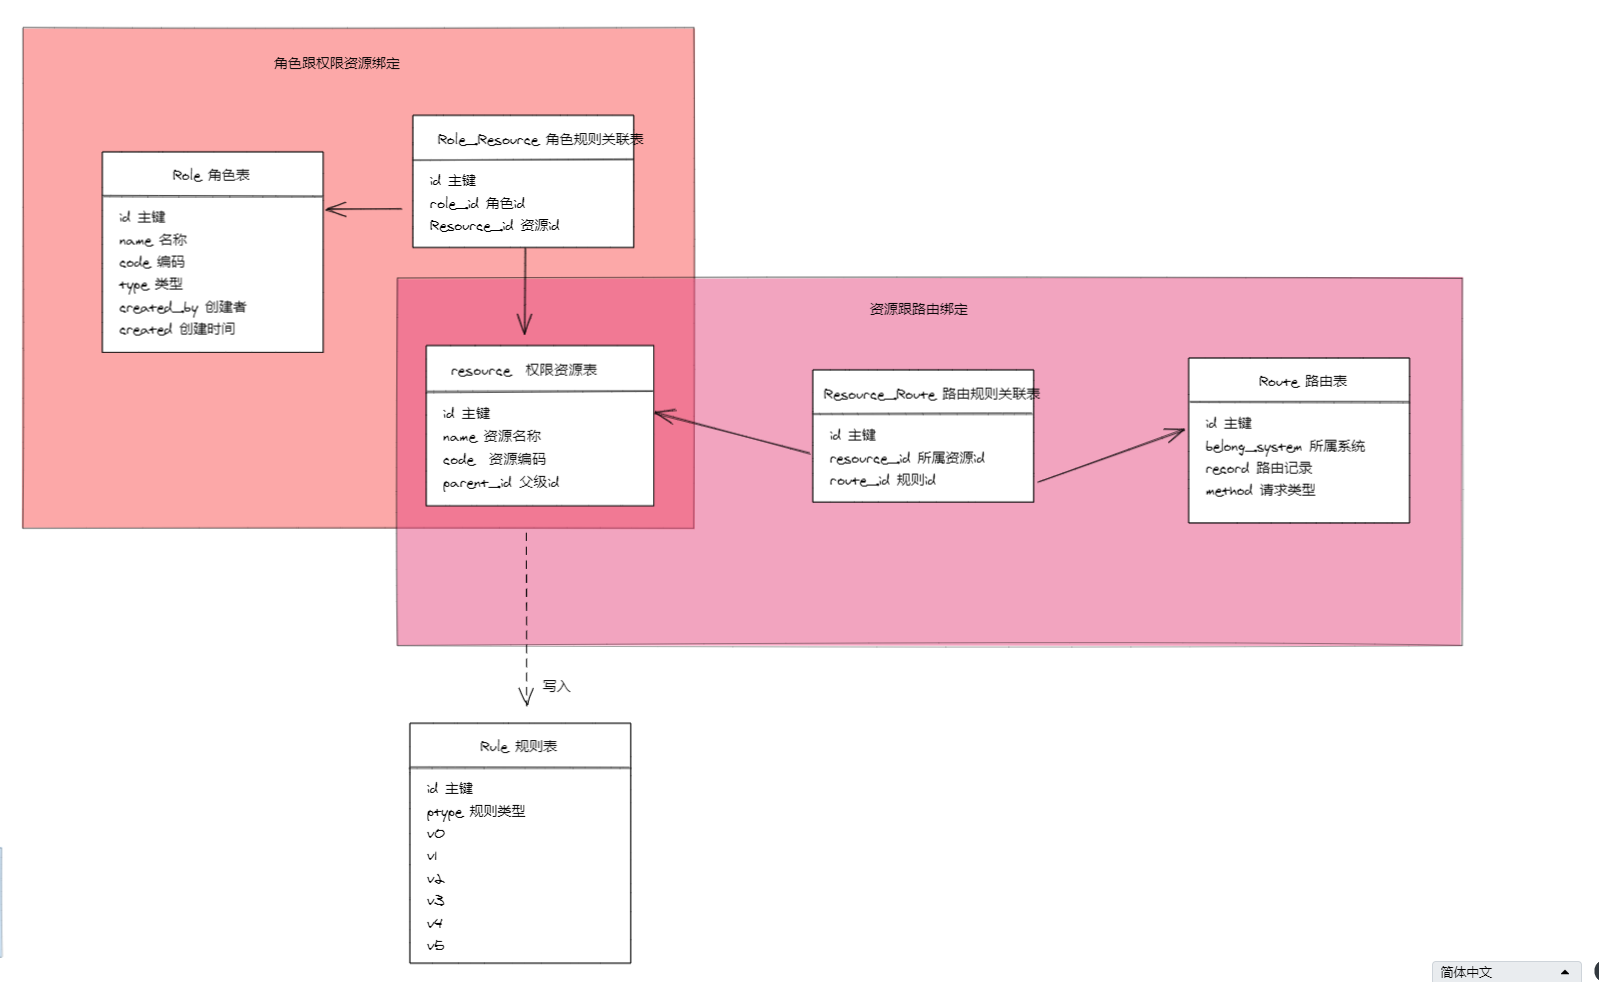 角色跟权限资源绑定
Role_Resource 角色规则关联表
id 主键
role_id 角色id
Resource_id 资源id
Role 角色表
id 主键
name 名称
code 编码
type 类型
created_by 创建者
created 创建时间
资源跟路由绑定
resource 权限资源表
id 主键
name 资源名称
code 资源编码
parent_id 父级id
Resource_Route 路由规则关联表
id 主键
resource_id 所属资源id
route_id 规则id
Route 路由表
id 主键
belong_system 所属系统
record 路由记录
method 请求类型
写入
Rule 规则表
id 主键
ptype 规则类型
v0
v1
v2
v3
v4
v5
简体中文